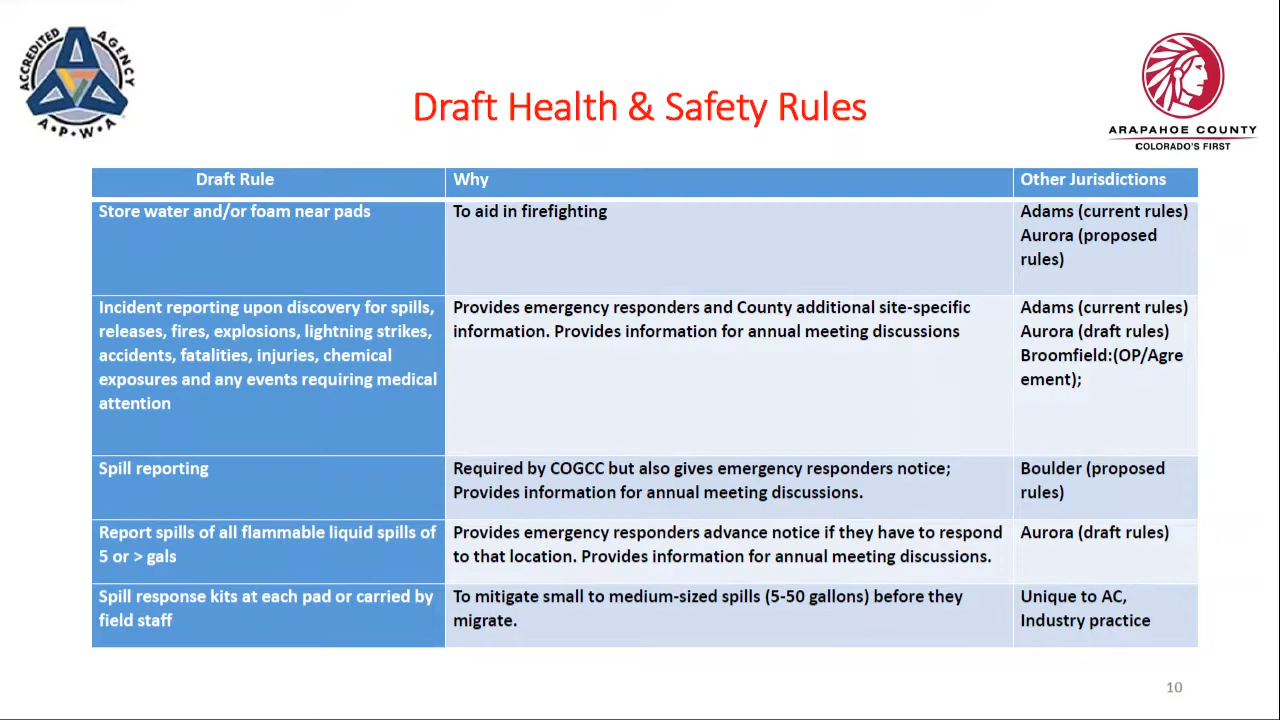 ACCREDITED AGENCY
A•P•W•A
ARAPAHOE COUNTY
COLORADO'S FIRST
Draft Health & Safety Rules
Draft Rule
Why
Other Jurisdictions
Store water and/or foam near pads
To aid in firefighting
Adams (current rules)
Aurora (proposed
rules)
Incident reporting upon discovery for spills,
releases, fires, explosions, lightning strikes,
accidents, fatalities, injuries, chemical
exposures and any events requiring medical
attention
Provides emergency responders and County additional site-specific
information. Provides information for annual meeting discussions
Adams (current rules)
Aurora (draft rules)
Broomfield:(OP/Agre
ement);
Spill reporting
Required by COGCC but also gives emergency responders notice;
Provides information for annual meeting discussions.
Boulder (proposed
rules)
Report spills of all flammable liquid spills of
5 or > gals
Provides emergency responders advance notice if they have to respond
to that location. Provides information for annual meeting discussions.
Aurora (draft rules)
Spill response kits at each pad or carried by
field staff
To mitigate small to medium-sized spills (5-50 gallons) before they
migrate.
Unique to AC,
Industry practice
10